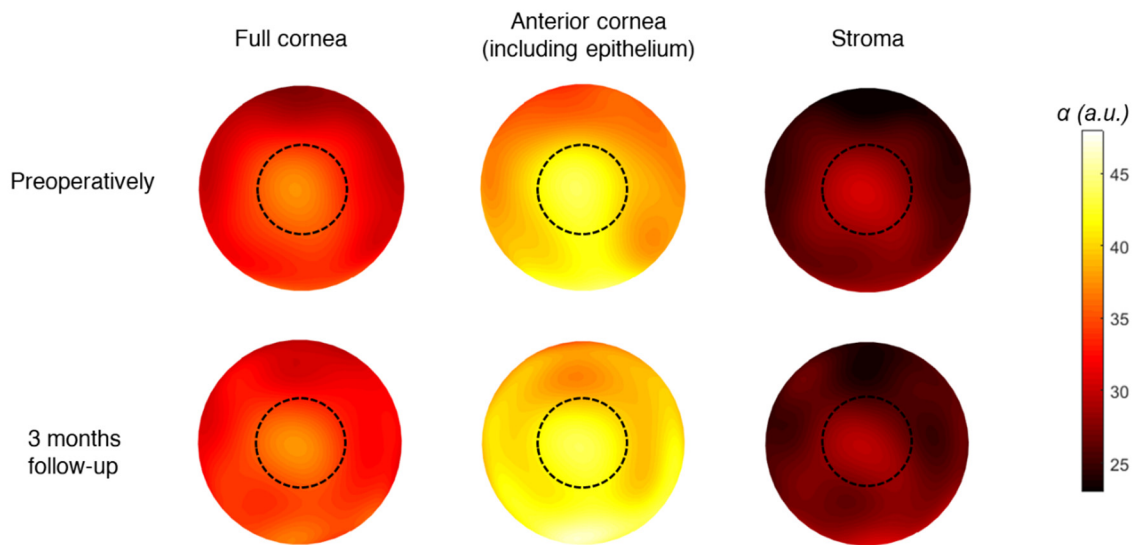 Full cornea
Anterior cornea
(including epithelium)
Stroma
α (a.u.)
Preoperatively
45
40
35
30
25
3 months
follow-up